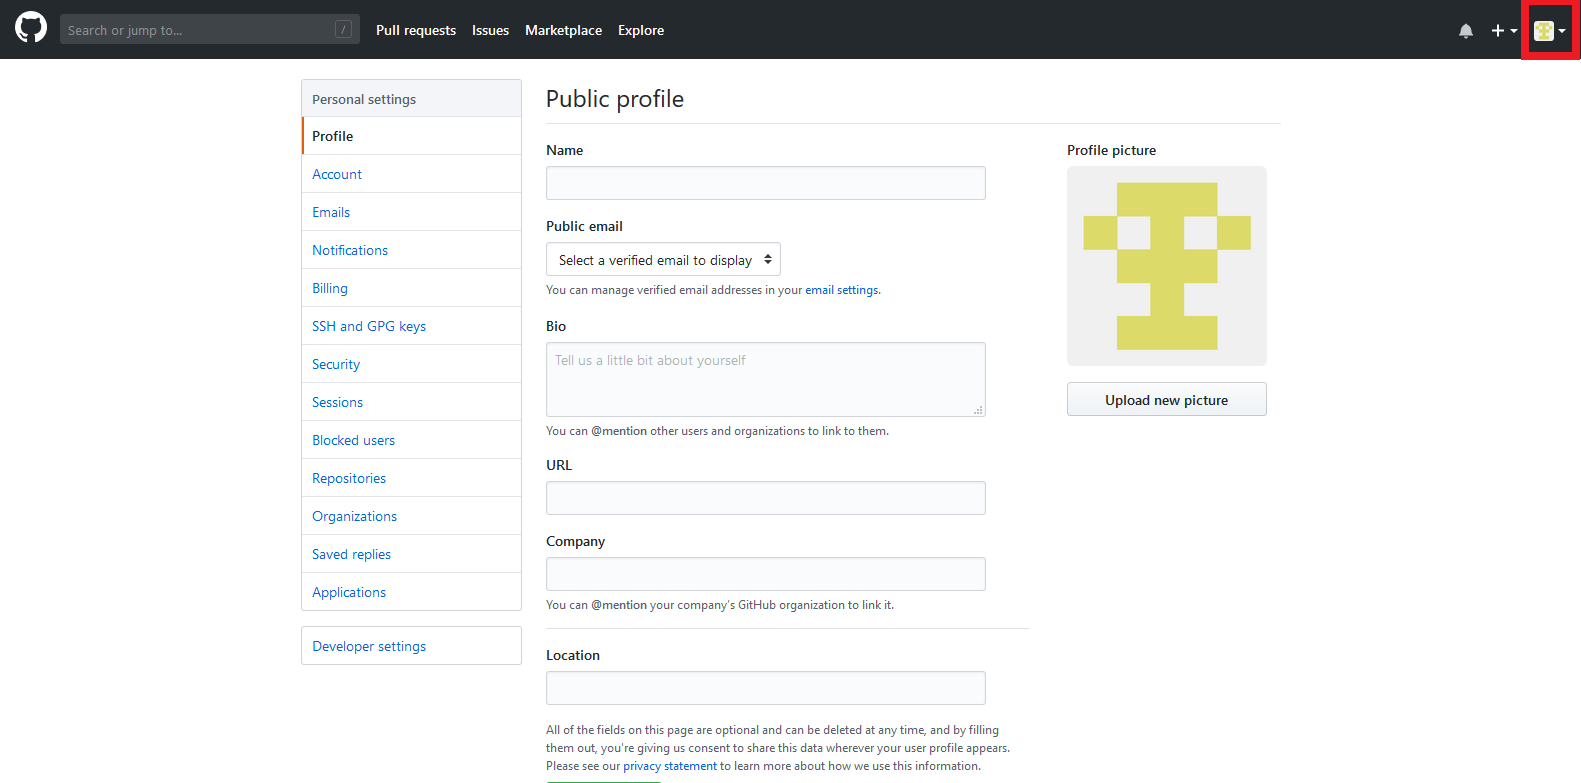 Search or jump to...
/
Pull requests
Issues
Marketplace
Explore
Personal settings
Profile
Account
Emails
Notifications
Billing
SSH and GPG keys
Security
Sessions
Blocked users
Repositories
Organizations
Saved replies
Applications
Developer settings
Public profile
Name
Public email
Select a verified email to display
You can manage verified email addresses in your email settings.
Bio
Tell us a little bit about yourself
You can @mention other users and organizations to link to them.
URL
Company
You can @mention your company's GitHub organization to link it.
Location
All of the fields on this page are optional and can be deleted at any time, and by filling
them out, you're giving us consent to share this data wherever your user profile appears.
Please see our privacy statement to learn more about how we use this information.
Profile picture
Upload new picture